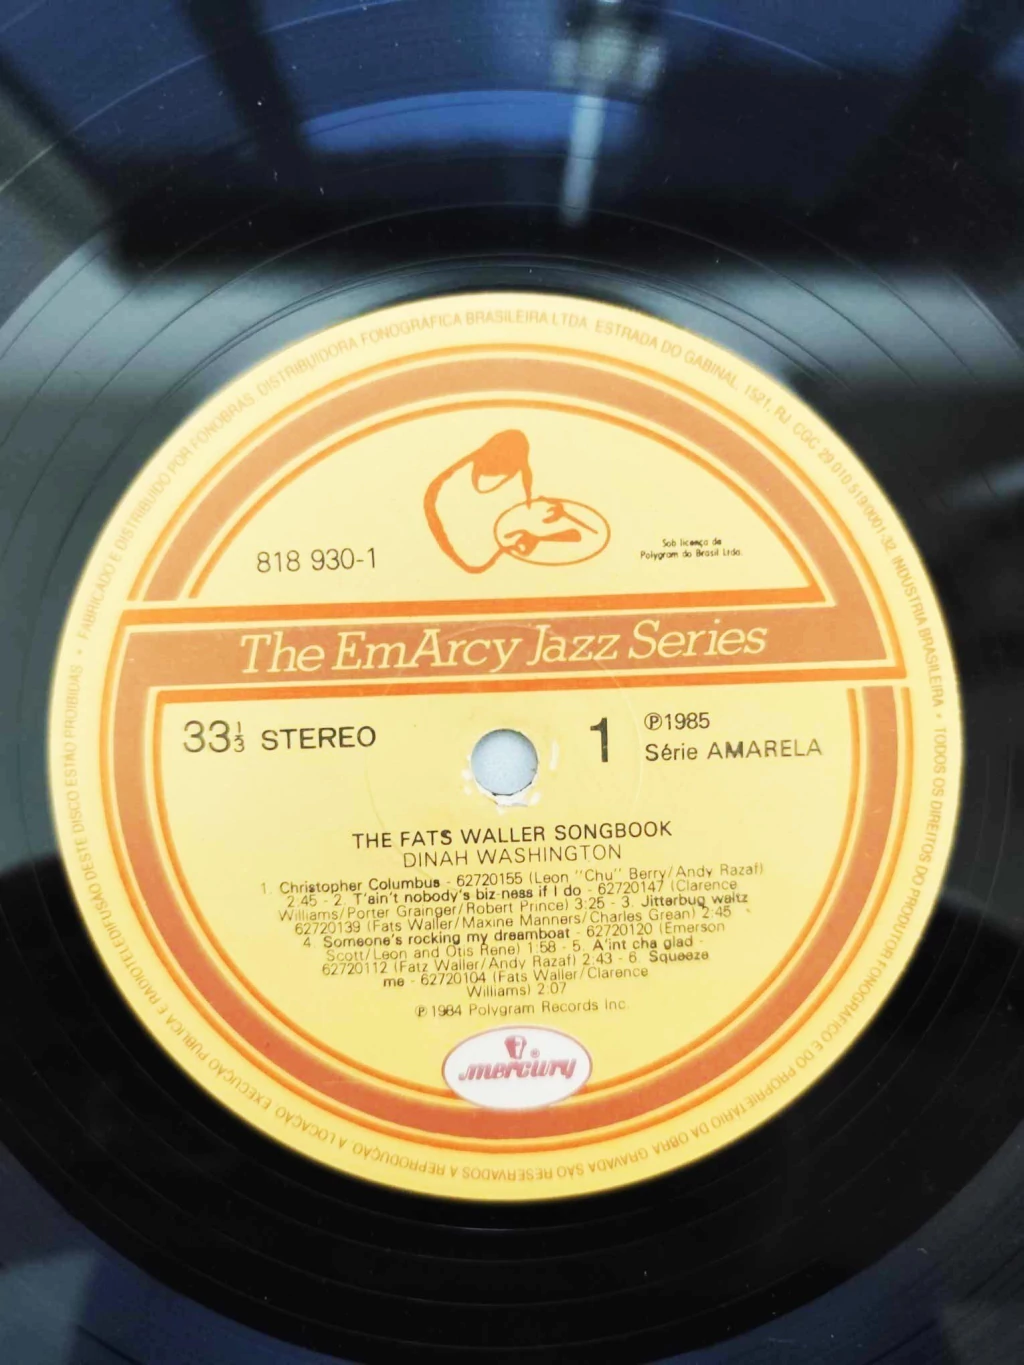 • FABRICADO E DISTRIBUIDO POR FONOBRAS DISTRIBUIDORA FONOGRAFICA BRASILEIRA LTDA. ESTRADA DO GABINAL, 1521, RJ. CGC 29 010 519/0001-32. INDUSTRIA BRASILEIRA • TODOS OS DIREITOS DO PRODUTOR FONOGRAFICO E DO PROPRIETARIO DA OBRA GRAVADA SÃO RESERVADOS A REPRODUÇÃO. A LOCAÇÃO. EXECUÇÃO PUBLICA E RADIOTELEDIFUSÃO DESTE DISCO ESTÃO PROIBIDAS
818 930-1
Sob licença de
Polygram do Brasil Ltda.
The EmArcy Jazz Series
33⅓ STEREO
1
Ⓟ1985
Série AMARELA
THE FATS WALLER SONGBOOK
DINAH WASHINGTON
1. Christopher Columbus - 62720155 (Leon "Chu" Berry/Andy Razaf)
2:45 - 2. T'ain't nobody's biz-ness if I do - 62720147 (Clarence
Williams/Porter Grainger/Robert Prince) 3:25 - 3. Jitterbug waltz
62720139 (Fats Waller/Maxine Manners/Charles Grean) 2:45
4. Someone's rocking my dreamboat - 62720120 (Emerson
Scott/Leon and Otis Rene) 1:58 - 5. A'int cha glad -
62720112 (Fatz Waller/Andy Razaf) 2:43 - 6. Squeeze
me - 62720104 (Fats Waller/Clarence
Williams) 2:07
Ⓟ 1984 Polygram Records Inc.
mercury